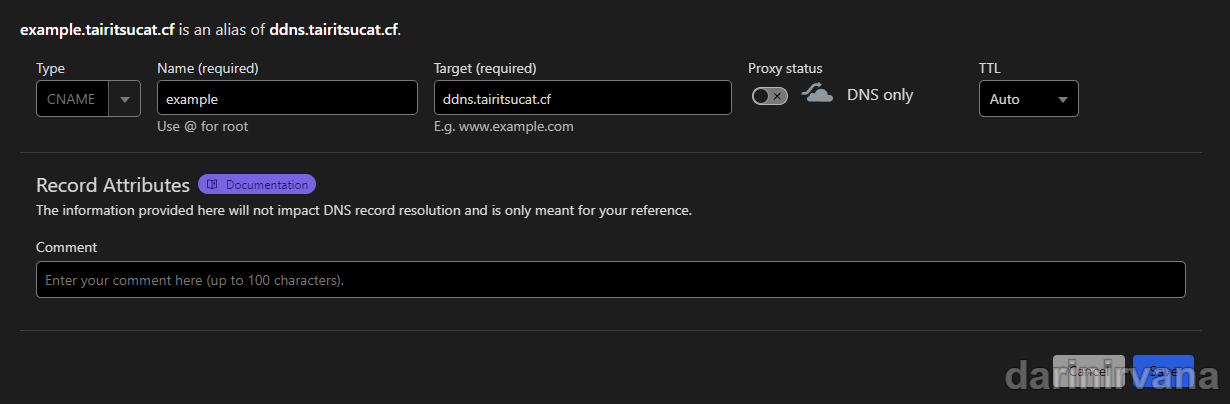 example.tairitsucat.cf is an alias of ddns.tairitsucat.cf.
Type Name (required) Target (required) Proxy status TTL
CNAME example ddns.tairitsucat.cf DNS only Auto
Use @ for root E.g. www.example.com
Record Attributes Documentation
The information provided here will not impact DNS record resolution and is only meant for your reference.
Comment
Enter your comment here (up to 100 characters).
Cancel Save
darinirvana